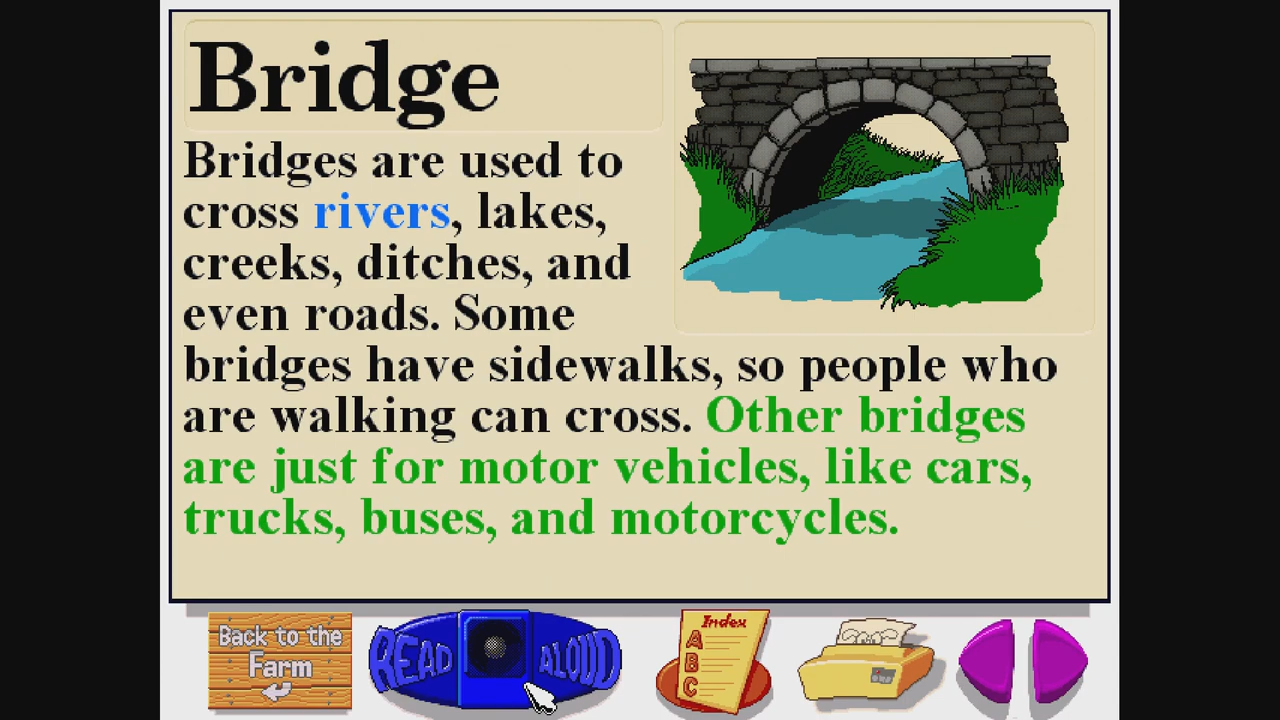 Bridge
Bridges are used to
cross rivers, lakes,
creeks, ditches, and
even roads. Some
bridges have sidewalks, so people who
are walking can cross. Other bridges
are just for motor vehicles, like cars,
trucks, buses, and motorcycles.
Back to the
Farm
READ ALOUD
Index
A
B
C